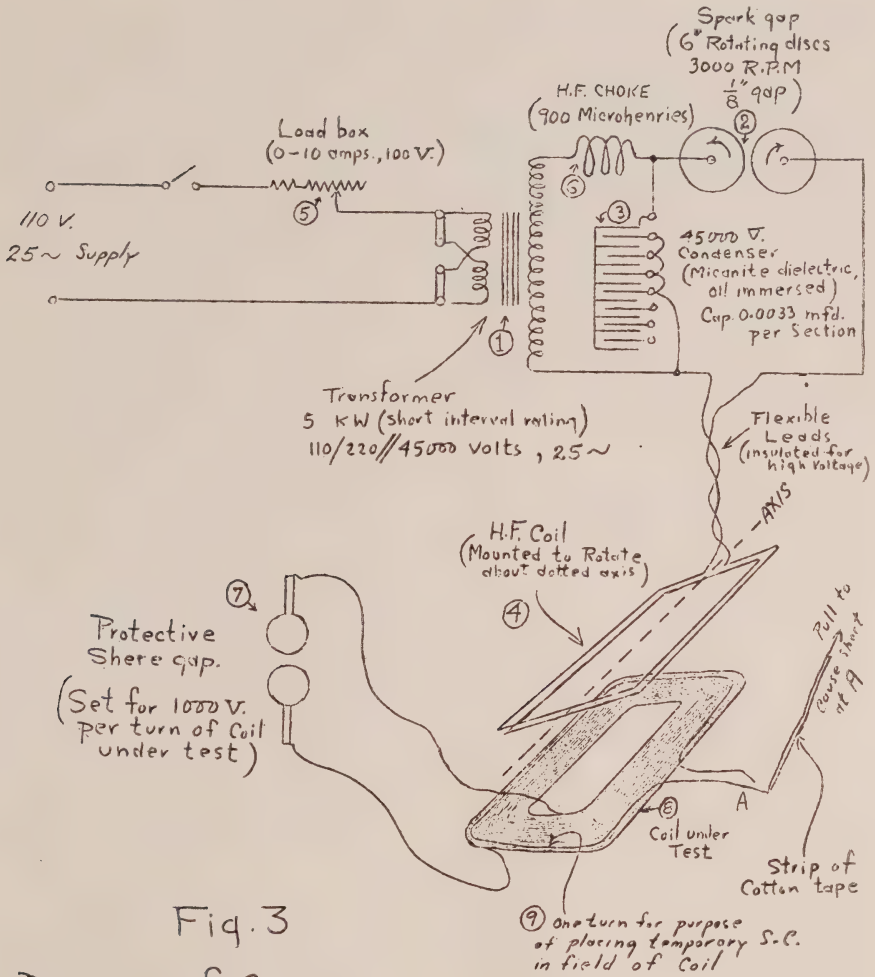 Spark gap
(6" Rotating discs
3000 R.P.M
1/8" gap)
②
H.F. CHOKE
(900 Microhenries)
⑥
Load box
(0-10 amps., 100 V.)
⑤
110 V.
25~ Supply
③
45000 V.
Condenser
(Micanite dielectric,
oil immersed)
Cap. 0.0033 mfd.
per Section
①
Transformer
5 KW (short interval rating)
110/220//45000 volts, 25~
Flexible
Leads
(insulated for
high voltage)
AXIS
H.F. Coil
(Mounted to Rotate
about dotted axis)
④
⑦
Protective
Shere gap.
(Set for 1000 V.
per turn of Coil
under test)
Pull to
cause short
at A
A
⑧
Coil under
Test
Strip of
Cotton tape
⑨ One turn for purpose
of placing temporary S.C.
in field of Coil
Fig. 3